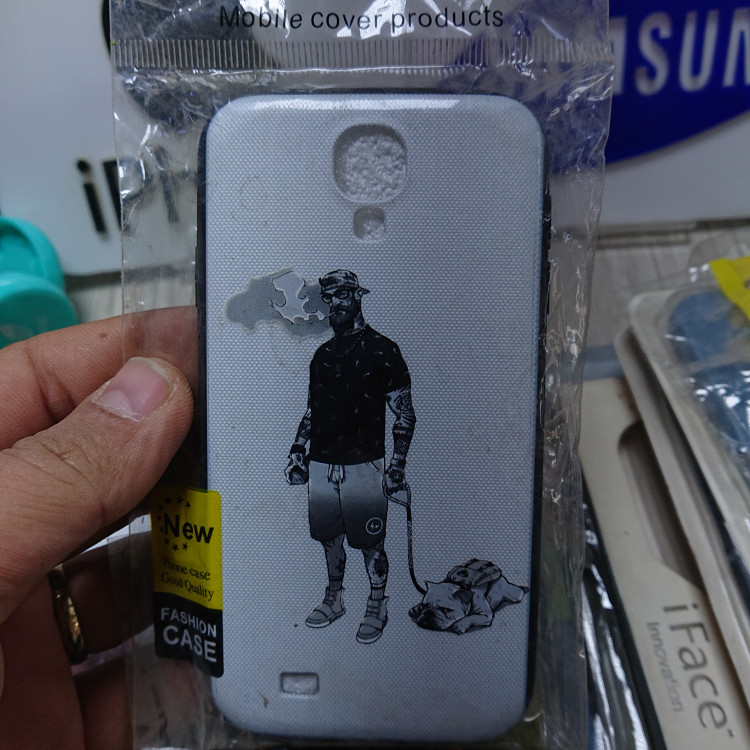 Mobile cover products
New
Phone case
Good Quality
FASHION
CASE
iFace
Innovation